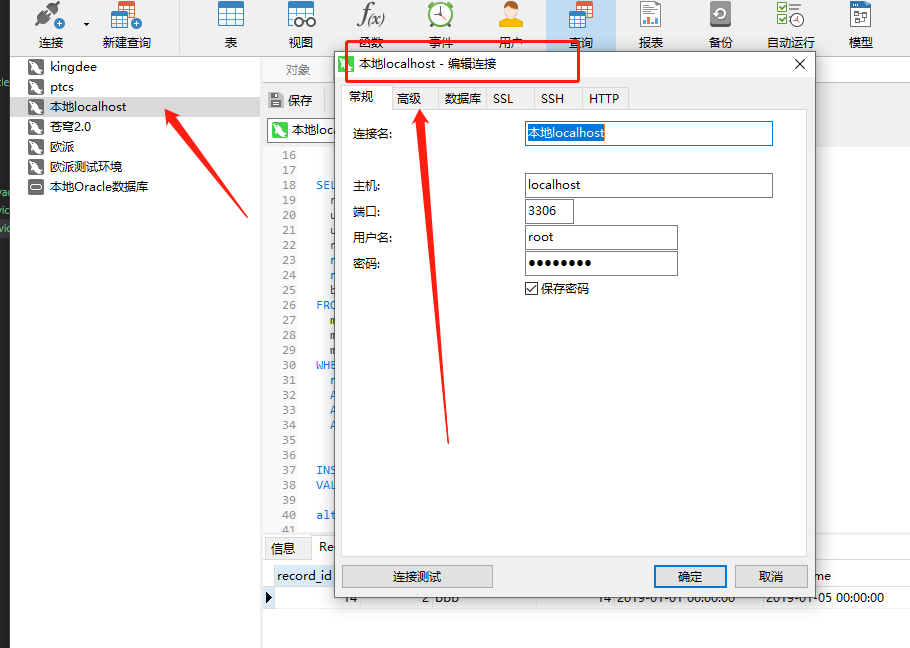 连接 新建查询 表 视图 函数 事件 用户 查询 报表 备份 自动运行 模型
kingdee
ptcs
本地localhost
苍穹2.0
欧派
欧派测试环境
本地Oracle数据库
对象
保存
本地loc
16
17
18 SEL
19
20 u
21 u
22
23
24
25 b
26 FRO
27 m
28 m
29 m
30 WHE
31
32 A
33 A
34 A
35
36
37 INS
38 VAL
39
40 alt
41
信息 Re
record_id me
14 2 bbb 14 2019-01-01 00:00:00 2019-01-05 00:00:00
本地localhost - 编辑连接
常规 高级 数据库 SSL SSH HTTP
连接名: 本地localhost
主机: localhost
端口: 3306
用户名: root
密码: ●●●●●●●●
保存密码
连接测试 确定 取消